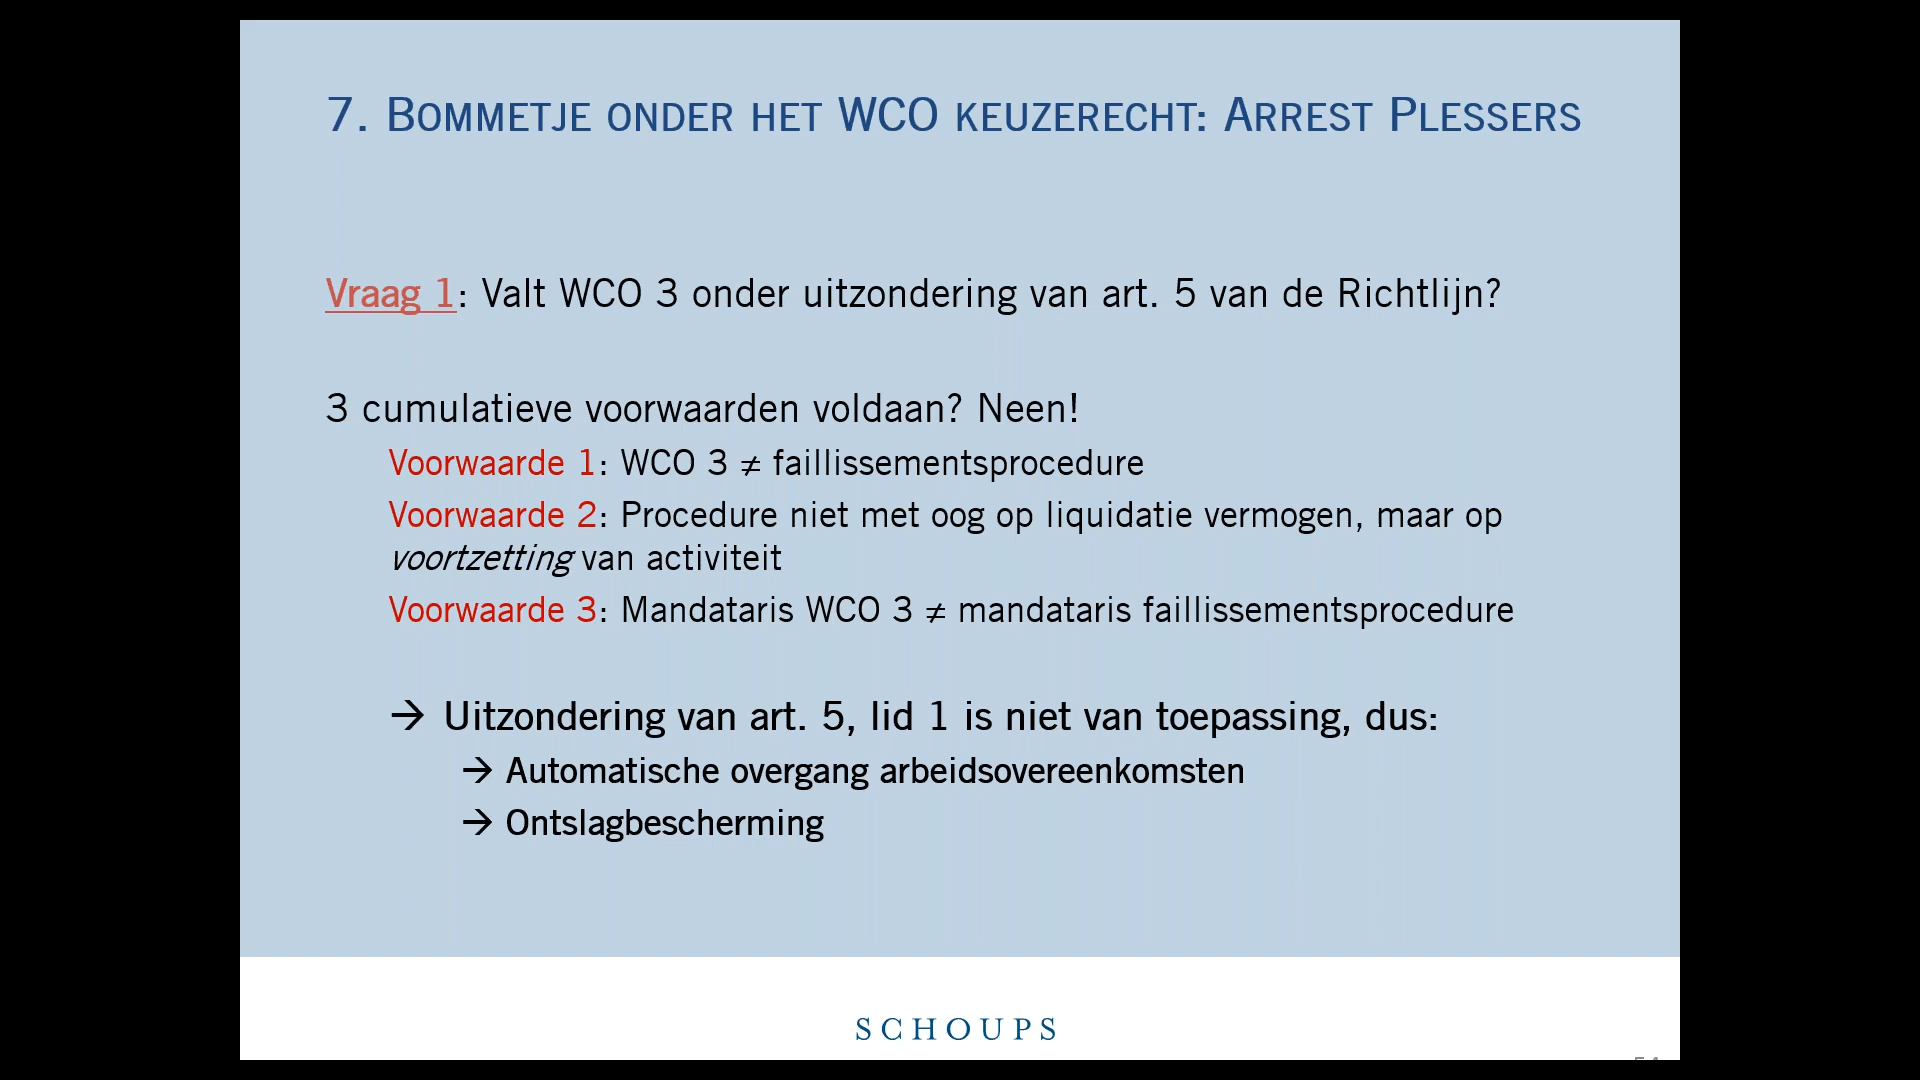 7. Bommetje onder het WCO keuzerecht: Arrest Plessers
Vraag 1: Valt WCO 3 onder uitzondering van art. 5 van de Richtlijn?
3 cumulatieve voorwaarden voldaan? Neen!
Voorwaarde 1: WCO 3 ≠ faillissementsprocedure
Voorwaarde 2: Procedure niet met oog op liquidatie vermogen, maar op
voortzetting van activiteit
Voorwaarde 3: Mandataris WCO 3 ≠ mandataris faillissementsprocedure
→ Uitzondering van art. 5, lid 1 is niet van toepassing, dus:
→ Automatische overgang arbeidsovereenkomsten
→ Ontslagbescherming
SCHOUPS